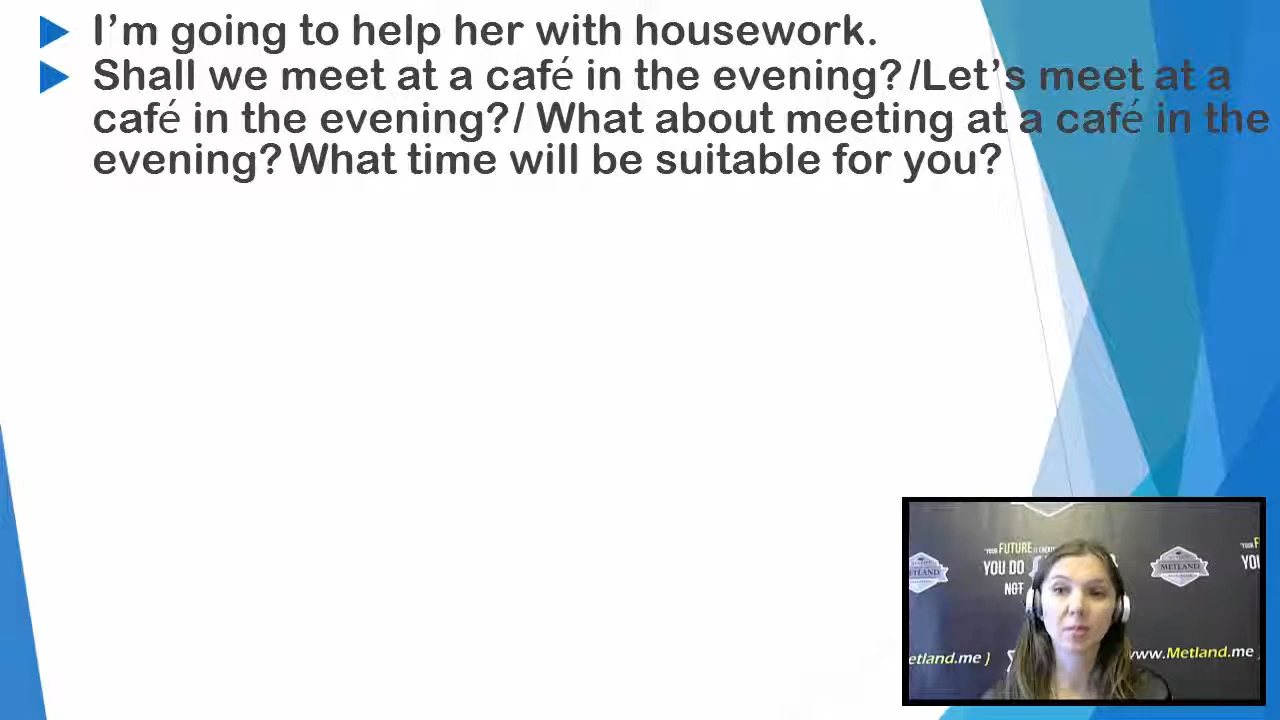 I’m going to help her with housework.
Shall we meet at a café in the evening?/Let’s meet at a
café in the evening?/ What about meeting at a café in the
evening? What time will be suitable for you?
"YOUR FUTURE IS
YOU DO
NOT
METLAND
METLAND
etland.me }
www.Metland.me }